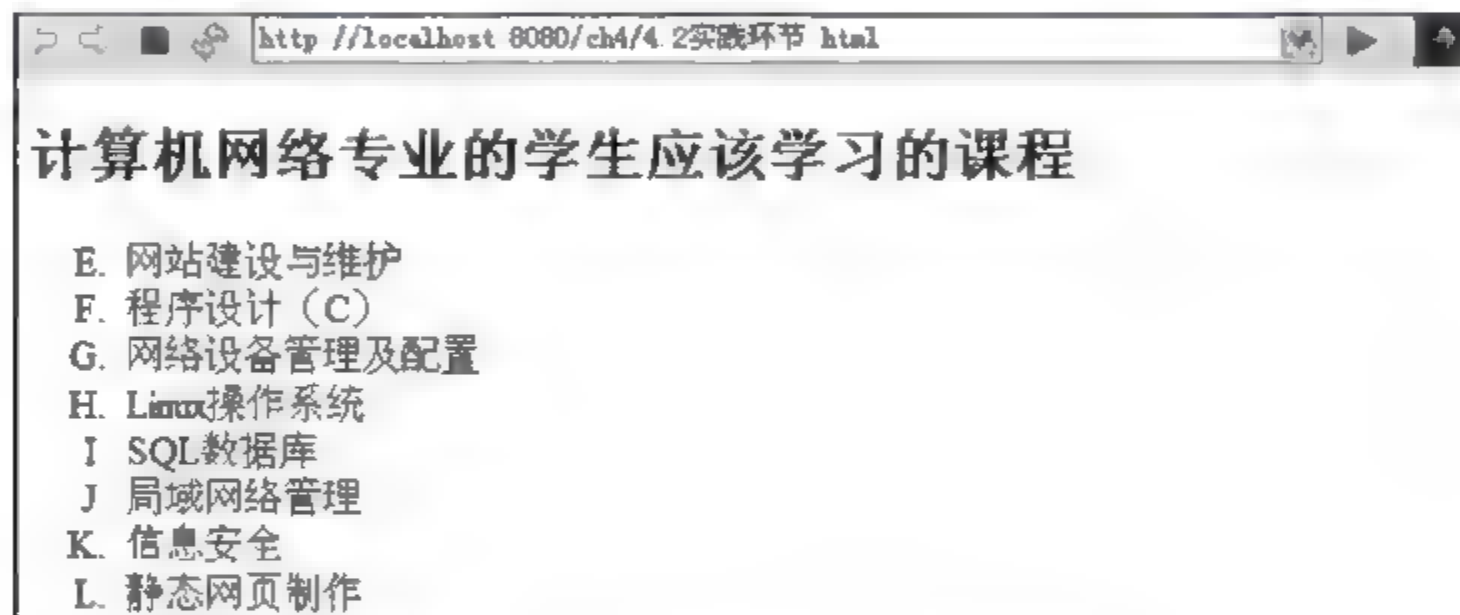 http //localhost 8080/ch4/4 2实践环节 html
计算机网络专业的学生应该学习的课程
E. 网站建设与维护
F. 程序设计（C）
G. 网络设备管理及配置
H. Linux操作系统
I SQL数据库
J 局域网络管理
K. 信息安全
L. 静态网页制作